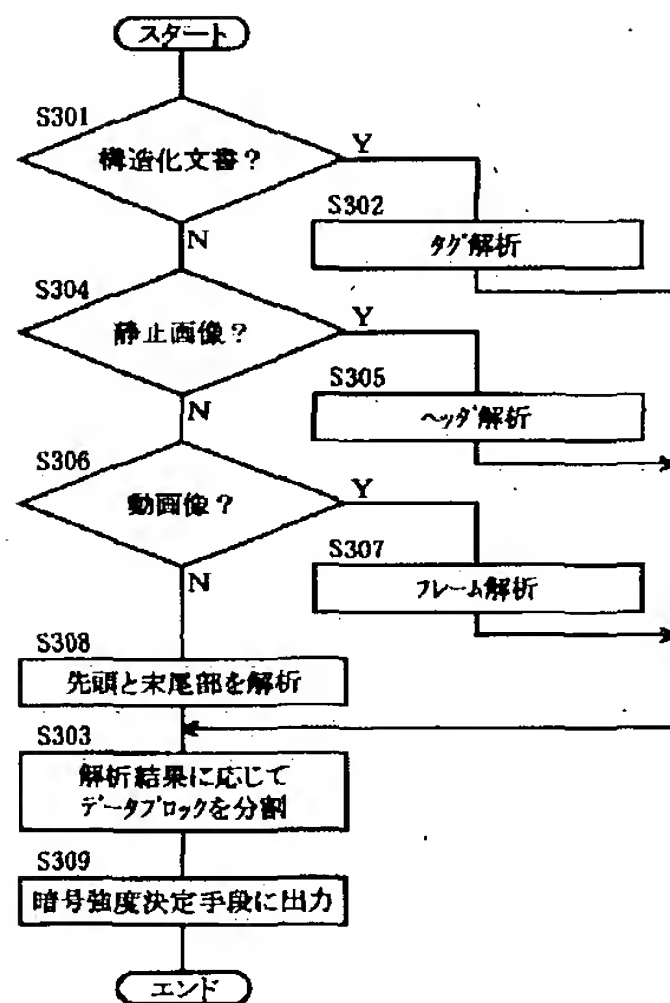 スタート
S301
構造化文書？
Y
N
S302
タグ解析
S304
静止画像？
Y
N
S305
ヘッダ解析
S306
動画像？
Y
N
S307
フレーム解析
S308
先頭と末尾部を解析
S303
解析結果に応じて
データブロックを分割
S309
暗号強度決定手段に出力
エンド